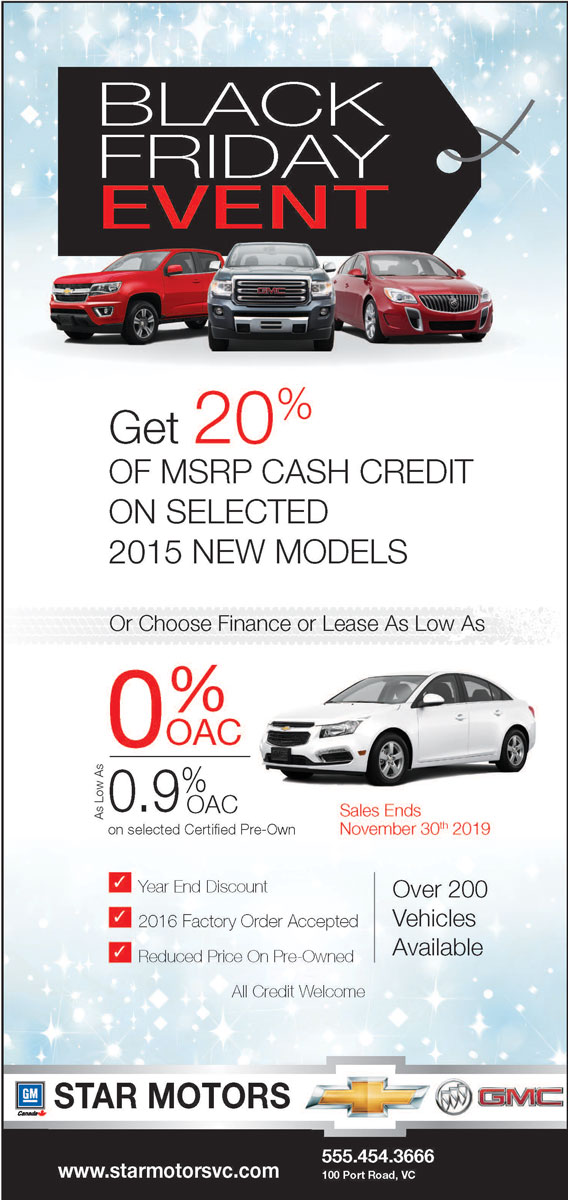 BLACK
FRIDAY
EVENT
GMC
Get 20%
OF MSRP CASH CREDIT
ON SELECTED
2015 NEW MODELS
Or Choose Finance or Lease As Low As
0% OAC
As Low As
0.9% OAC
on selected Certified Pre-Own
Sales Ends
November 30th 2019
✓ Year End Discount
✓ 2016 Factory Order Accepted
✓ Reduced Price On Pre-Owned
Over 200
Vehicles
Available
All Credit Welcome
GM
Canada
STAR MOTORS
GMC
www.starmotorsvc.com
555.454.3666
100 Port Road, VC